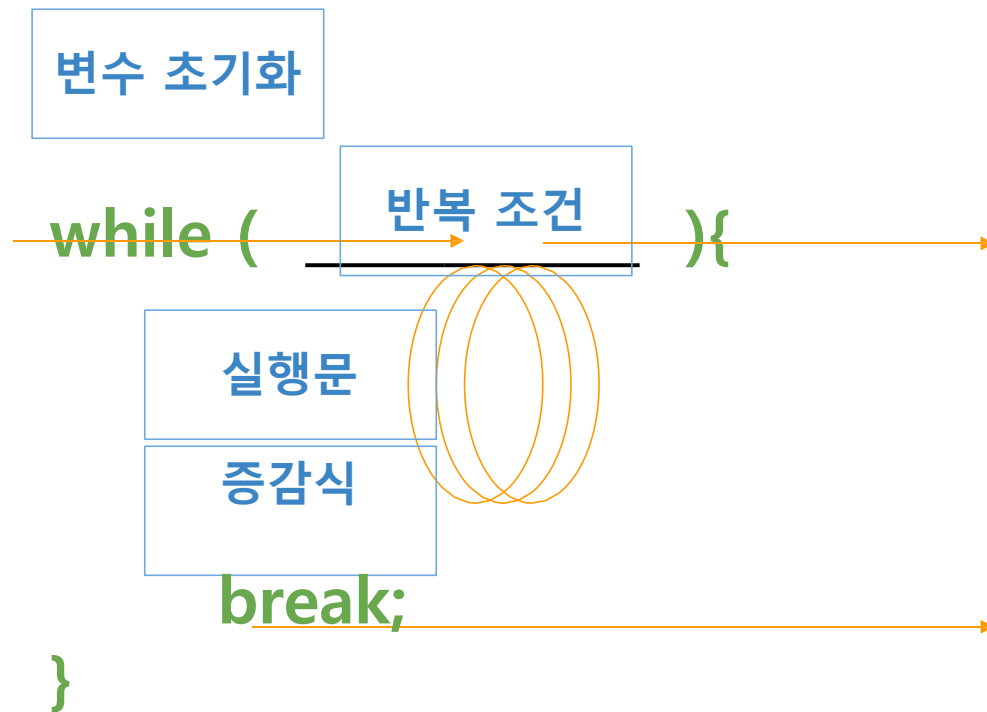 변수 초기화
while ( 반복 조건 ){
실행문
증감식
break;
}